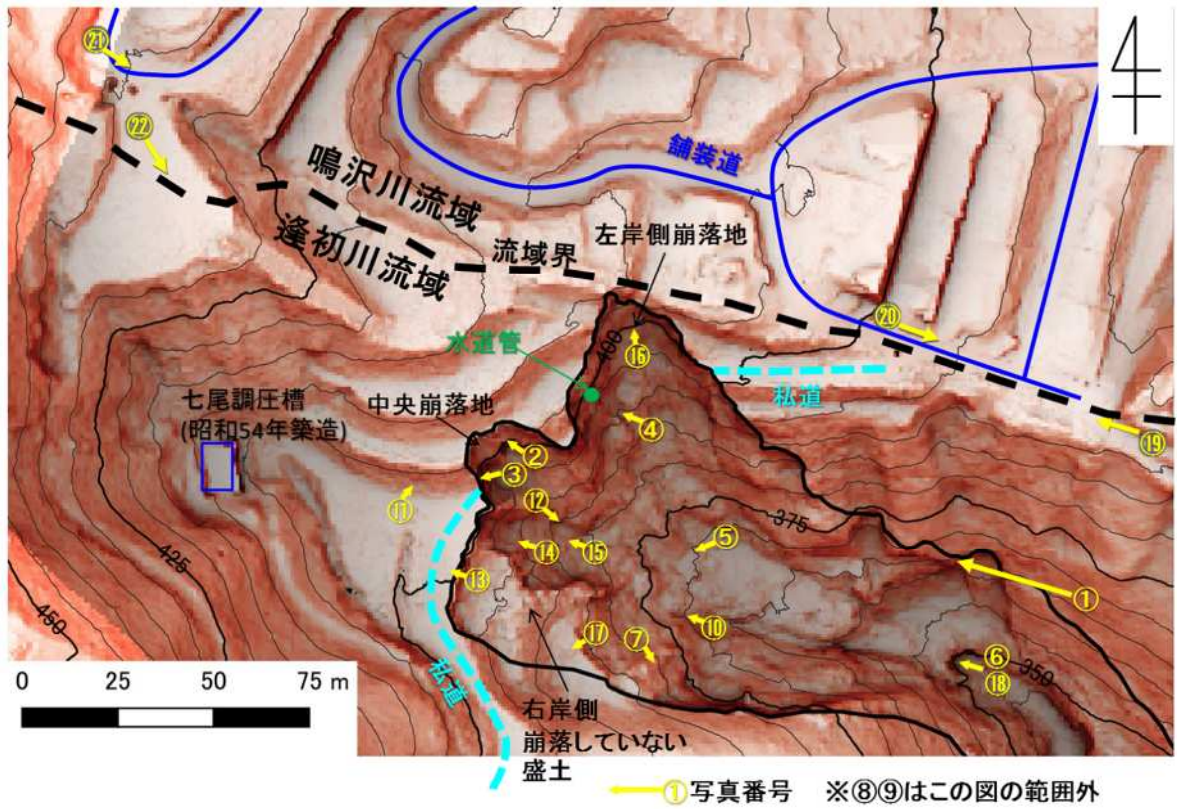 ㉑
㉒
鳴沢川流域
逢初川流域
流域界
舗装道
左岸側崩落地
水道管
400
⑯
⑳
私道
⑲
中央崩落地
七尾調圧槽
(昭和54年築造)
④
②
③
⑪
⑫
⑭
⑮
⑤
375
⑬
425
450
①
⑩
⑰
⑦
⑥
⑱
350
私道
0 25 50 75 m
右岸側
崩落していない
盛土
①写真番号 ※⑧⑨はこの図の範囲外